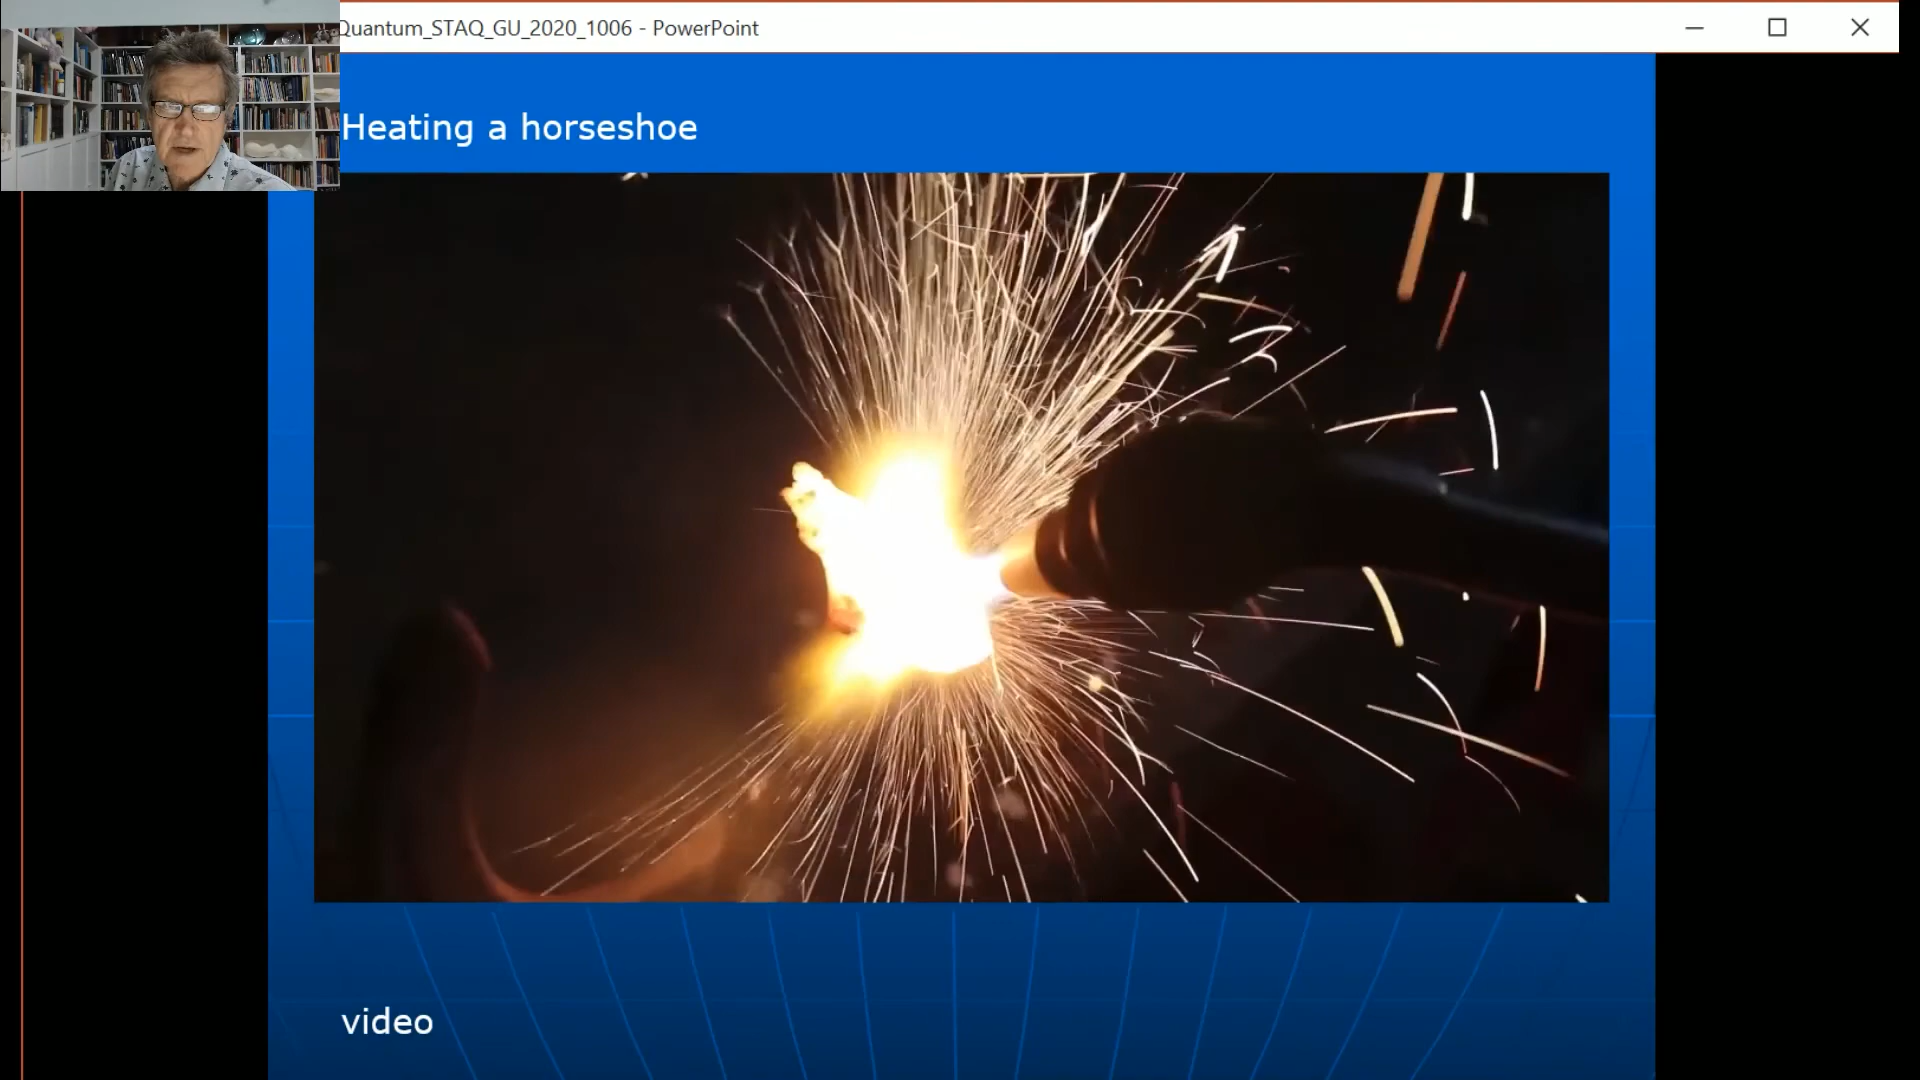 Quantum_STAQ_GU_2020_1006 - PowerPoint
Heating a horseshoe
video